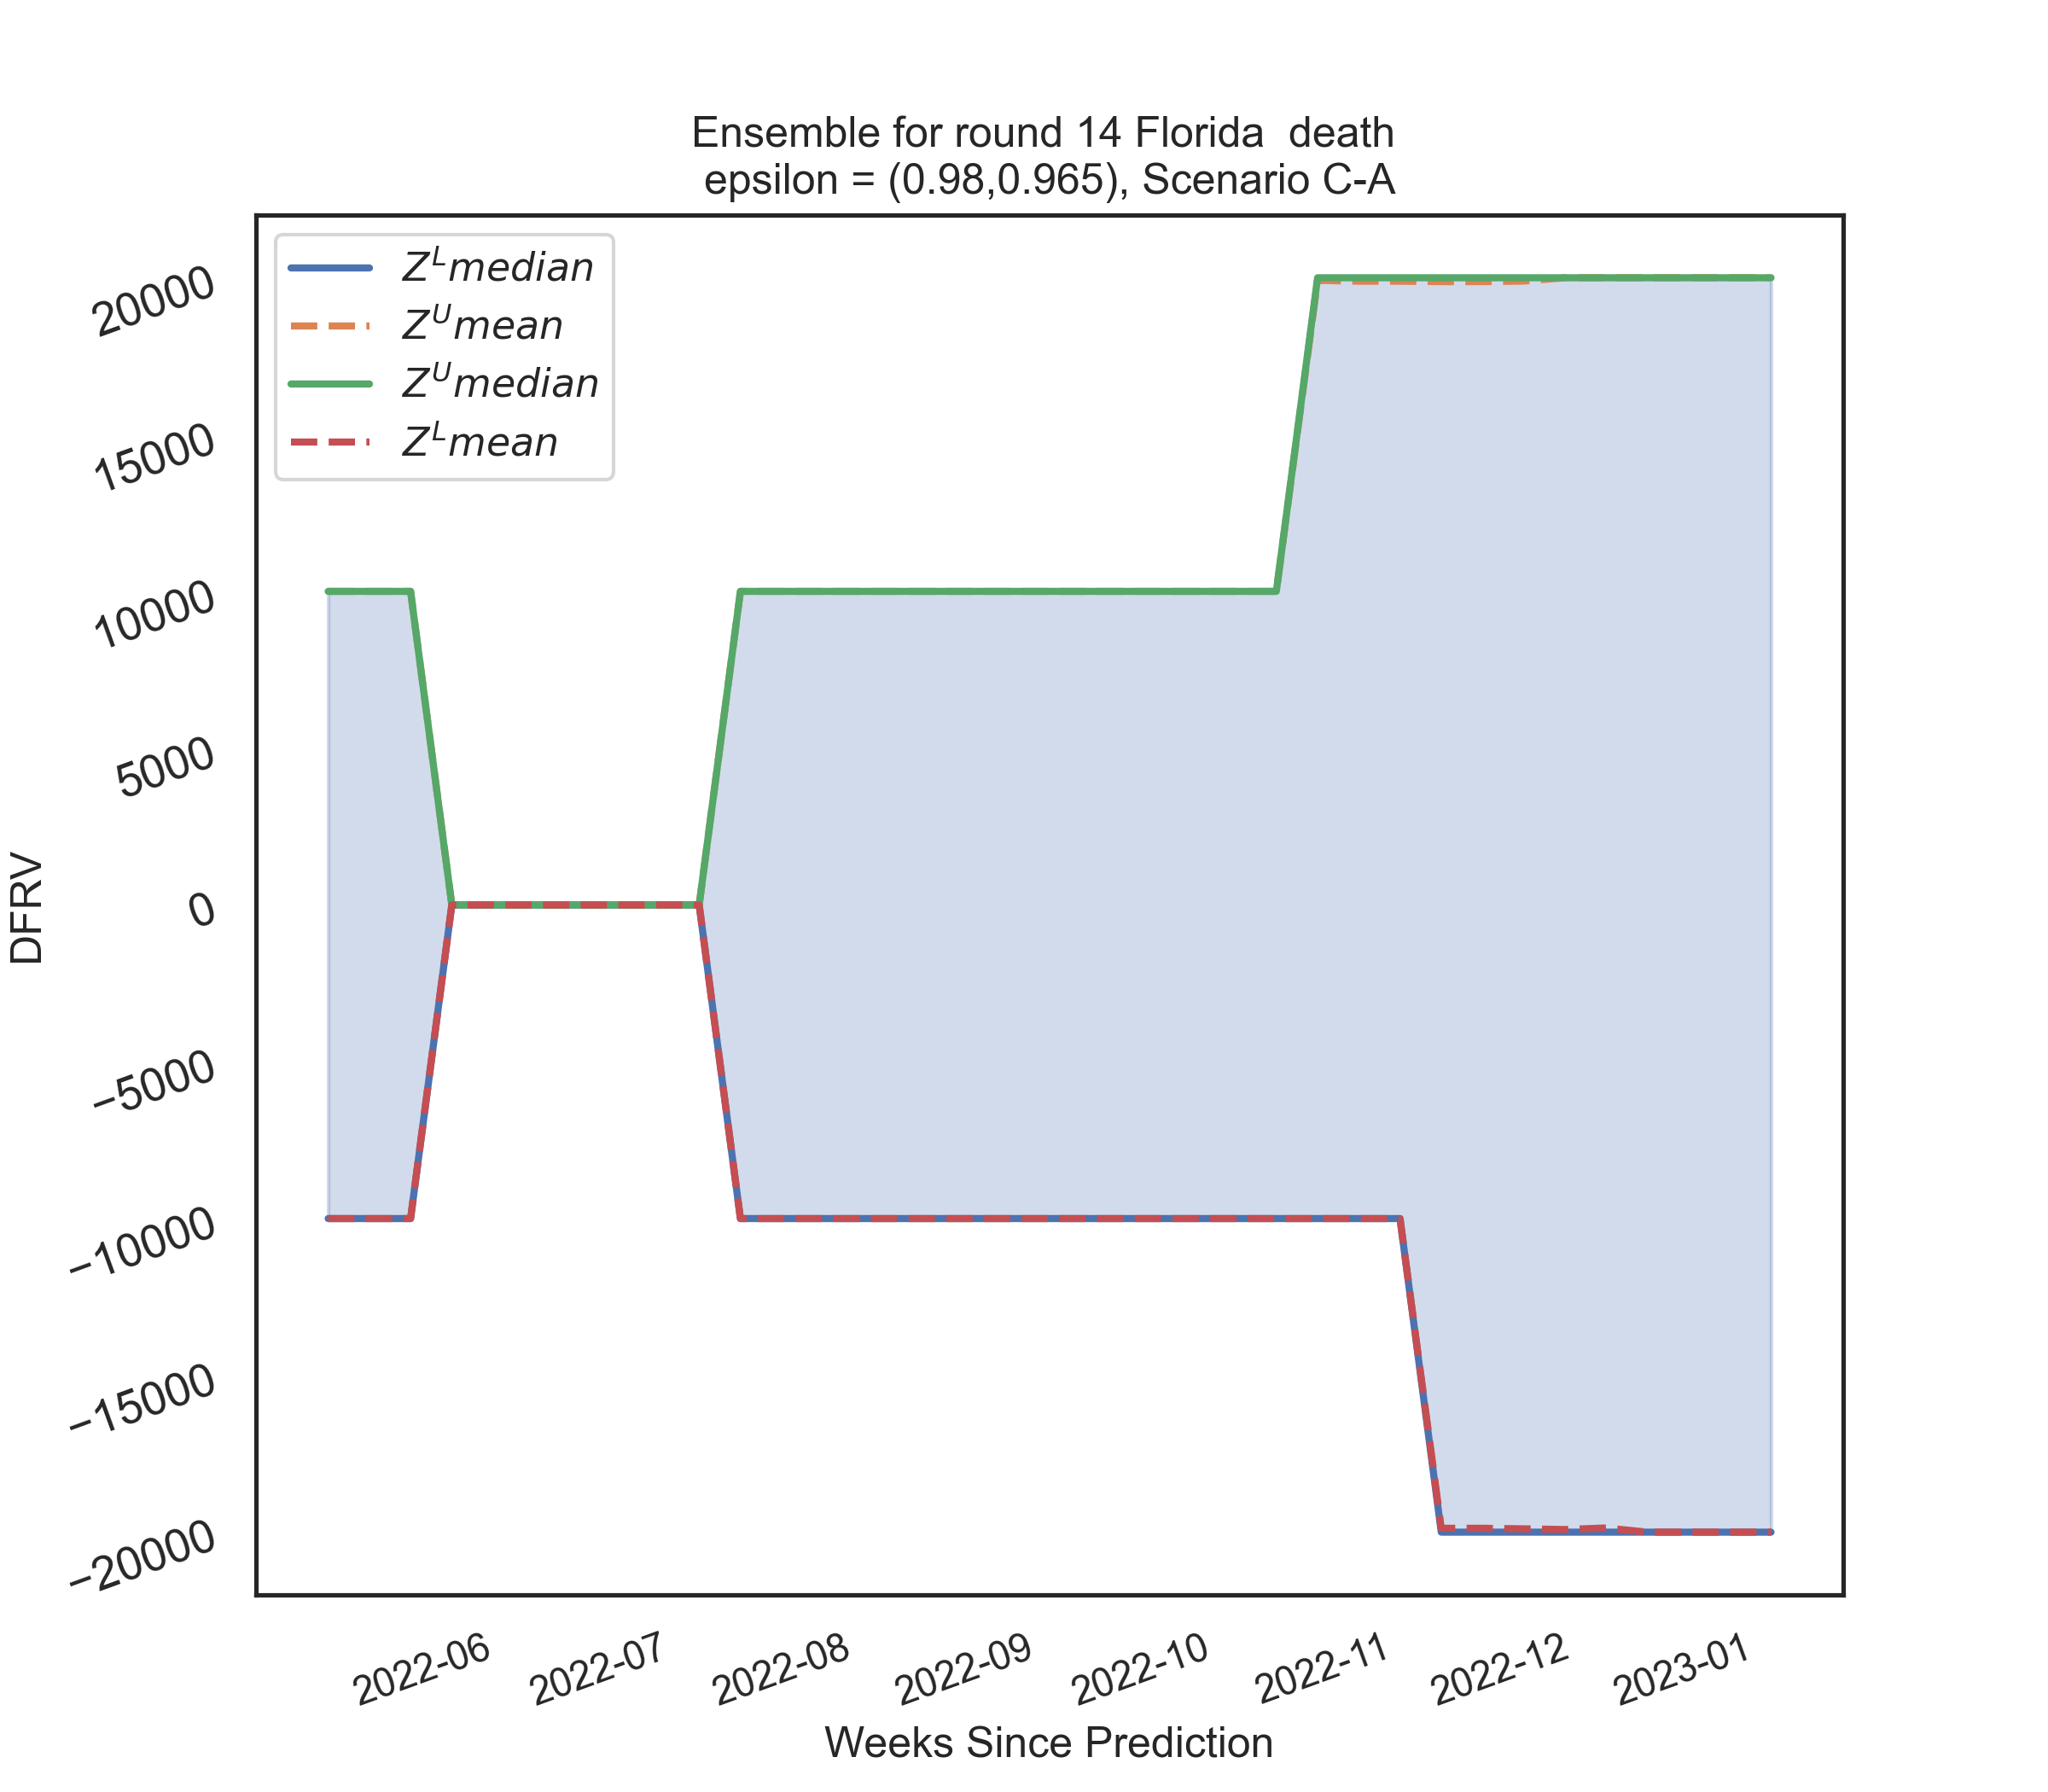 Ensemble for round 14 Florida  death
epsilon = (0.98,0.965), Scenario C-A
Z^L median
Z^U mean
Z^U median
Z^L mean
20000
15000
10000
5000
0
−5000
−10000
−15000
−20000
DFRV
2022-06
2022-07
2022-08
2022-09
2022-10
2022-11
2022-12
2023-01
Weeks Since Prediction